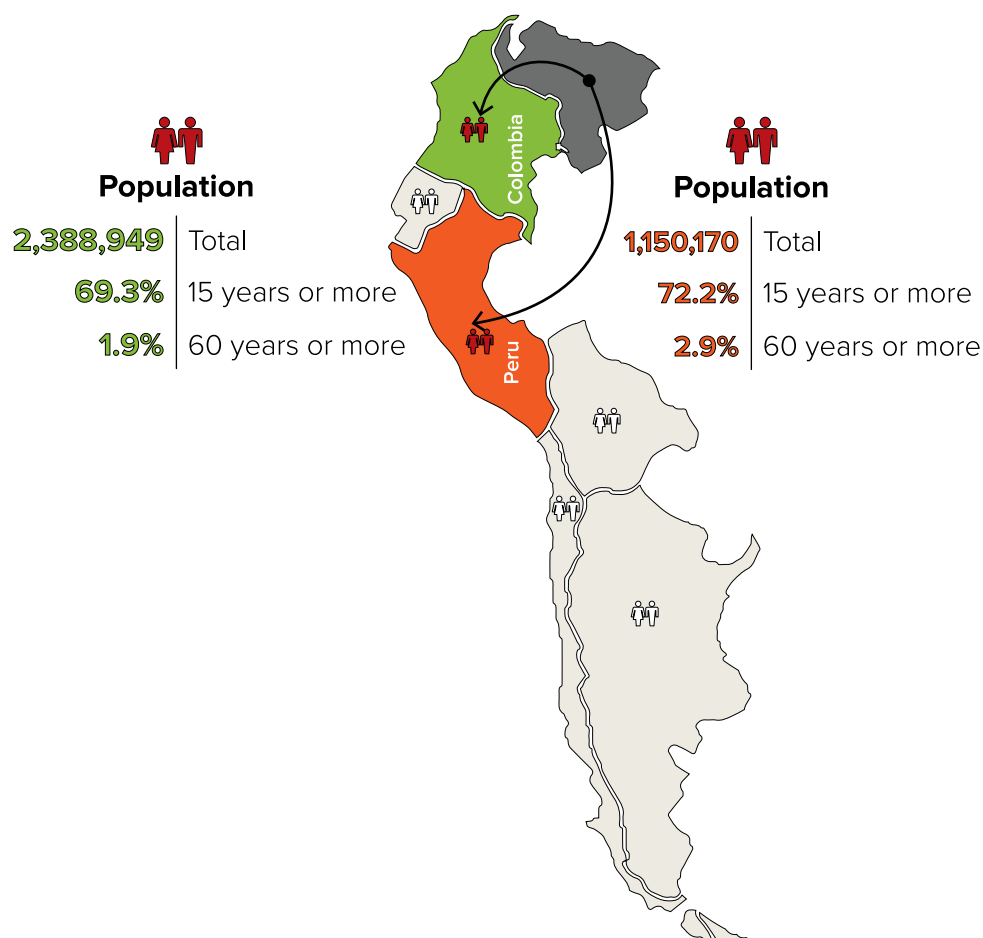 Population
2,388,949 Total
69.3% 15 years or more
1.9% 60 years or more
Colombia
Peru
Population
1,150,170 Total
72.2% 15 years or more
2.9% 60 years or more